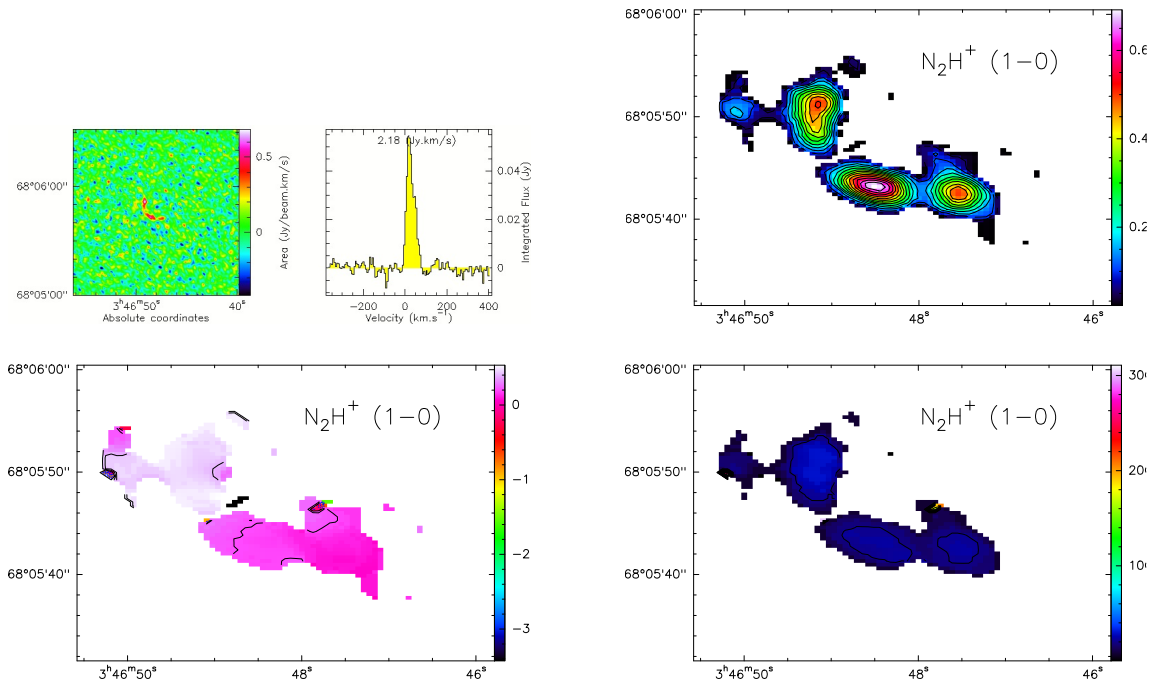 68°06'00"
68°05'00"
3ʰ46ᵐ50ˢ
40ˢ
Absolute coordinates
0.5
0
Area (Jy/beam.km/s)
2.18 (Jy.km/s)
0.04
0.02
0
Integrated Flux (Jy)
−200
0
200
400
Velocity (km.s⁻¹)
68°06'00"
68°05'50"
68°05'40"
N₂H⁺ (1−0)
3ʰ46ᵐ50ˢ
48ˢ
46ˢ
0.6
0.4
0.2
68°06'00"
68°05'50"
68°05'40"
N₂H⁺ (1−0)
3ʰ46ᵐ50ˢ
48ˢ
46ˢ
0
−1
−2
−3
68°06'00"
68°05'50"
68°05'40"
N₂H⁺ (1−0)
3ʰ46ᵐ50ˢ
48ˢ
46ˢ